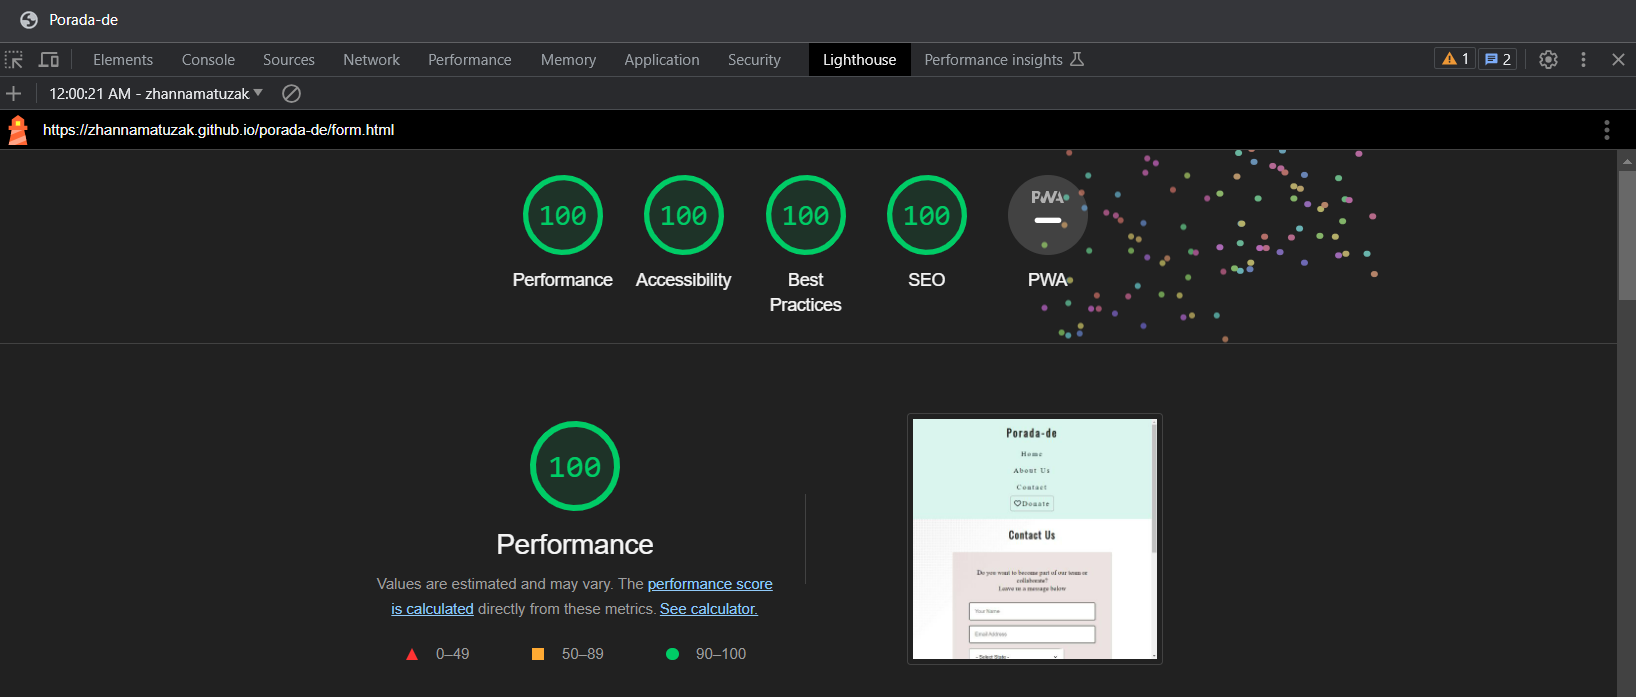 Porada-de
Elements Console Sources Network Performance Memory Application Security Lighthouse Performance insights 1 2
12:00:21 AM - zhannamatuzak
https://zhannamatuzak.github.io/porada-de/form.html
100 100 100 100 PWA
Performance Accessibility Best Practices SEO PWA
100
Performance
Values are estimated and may vary. The performance score
is calculated directly from these metrics. See calculator.
0–49 50–89 90–100
Porada-de
Home
About Us
Contact
Donate
Contact Us
Do you want to become part of our team or
collaborate?
Leave us a message below
Your Name
Email Address
- Select State -